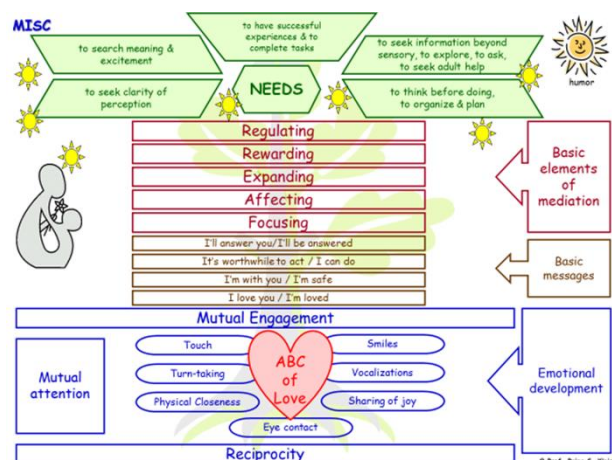 MISC
to have successful
experiences & to
complete tasks
to search meaning &
excitement
to seek information beyond
sensory, to explore, to ask,
to seek adult help
humor
to seek clarity of
perception
NEEDS
to think before doing,
to organize & plan
Regulating
Rewarding
Expanding
Affecting
Focusing
Basic
elements
of
mediation
I'll answer you/I'll be answered
It's worthwhile to act / I can do
I'm with you / I'm safe
I love you / I'm loved
Basic
messages
Mutual Engagement
Mutual
attention
Touch
Turn-taking
Physical Closeness
ABC
of
Love
Smiles
Vocalizations
Sharing of joy
Eye contact
Emotional
development
Reciprocity